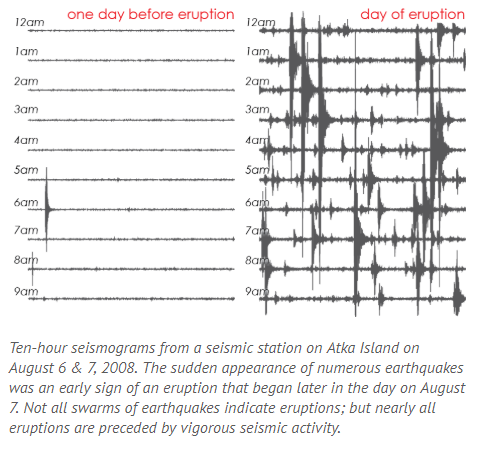 one day before eruption
day of eruption
12am
1am
2am
3am
4am
5am
6am
7am
8am
9am
12am
1am
2am
3am
4am
5am
6am
7am
8am
9am
Ten-hour seismograms from a seismic station on Atka Island on
August 6 & 7, 2008. The sudden appearance of numerous earthquakes
was an early sign of an eruption that began later in the day on August
7. Not all swarms of earthquakes indicate eruptions; but nearly all
eruptions are preceded by vigorous seismic activity.